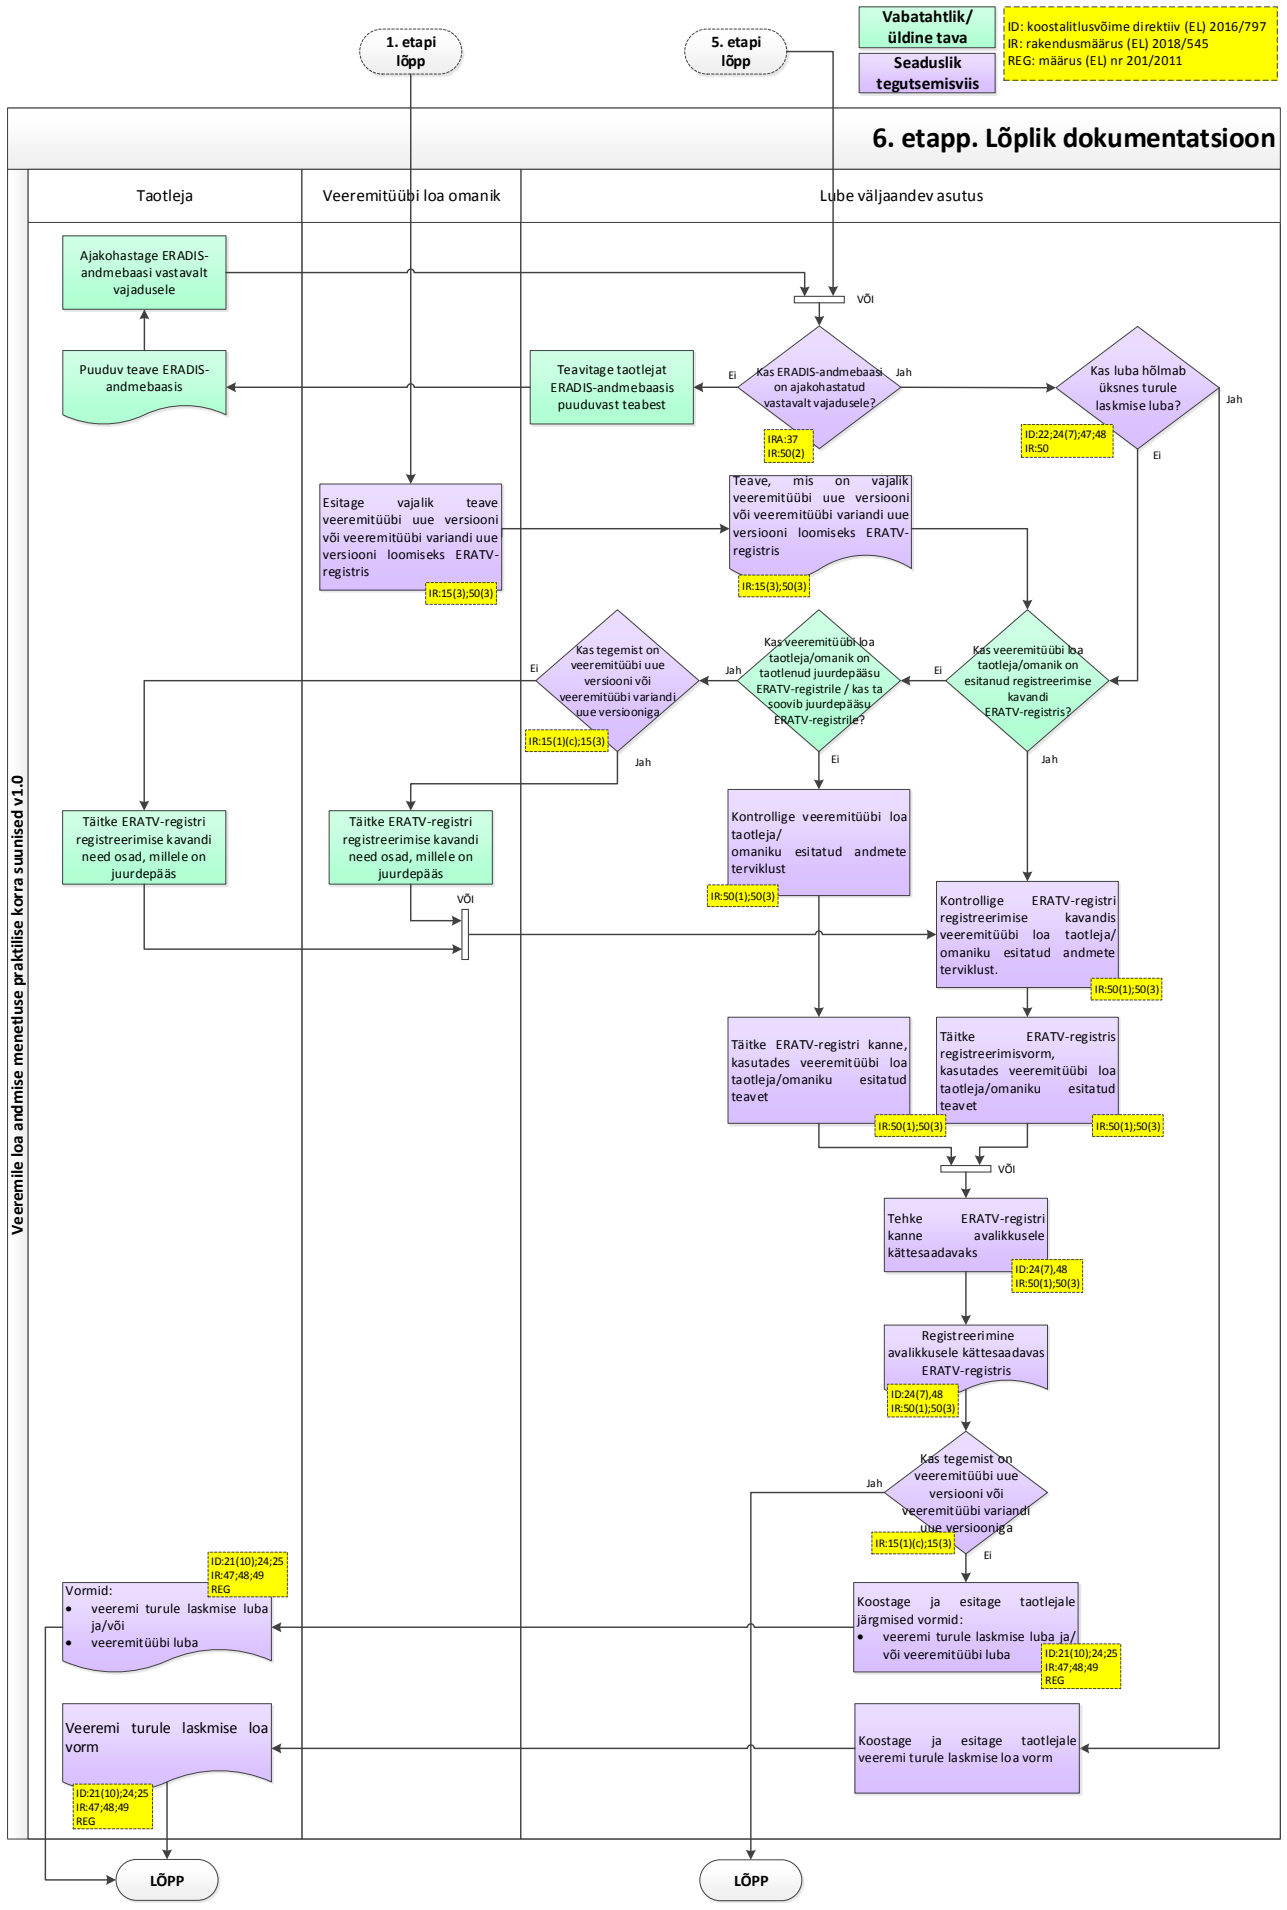 1. etapi
lõpp
5. etapi
lõpp
Vabatahtlik/
üldine tava
Seaduslik
tegutsemisviis
ID: koostalitlusvõime direktiiv (EL) 2016/797
IR: rakendusmäärus (EL) 2018/545
REG: määrus (EL) nr 201/2011
6. etapp. Lõplik dokumentatsioon
Veeremile loa andmise menetluse praktilise korra suunised v1.0
Taotleja
Veeremitüübi loa omanik
Lube väljaandev asutus
Ajakohastage ERADIS-
andmebaasi vastavalt
vajadusele
VÕI
Puuduv teave ERADIS-
andmebaasis
Teavitage taotlejat
ERADIS-andmebaasis
puuduvast teabest
Ei
Kas ERADIS-andmebaasi
on ajakohastatud
vastavalt vajadusele?
Jah
IRA:37
IR:50(2)
Kas luba hõlmab
üksnes turule
laskmise luba?
Jah
ID:22;24(7);47;48
IR:50
Ei
Esitage vajalik teave
veeremitüübi uue versiooni
või veeremitüübi variandi uue
versiooni loomiseks ERATV-
registris
IR:15(3);50(3)
Teave, mis on vajalik
veeremitüübi uue versiooni
või veeremitüübi variandi uue
versiooni loomiseks ERATV-
registris
IR:15(3);50(3)
Ei
Kas tegemist on
veeremitüübi uue
versiooni või
veeremitüübi variandi
uue versiooniga
IR:15(1)(c);15(3)
Jah
Jah
Kas veeremitüübi loa
taotleja/omanik on
taotlenud juurdepääsu
ERATV-registrile / kas ta
soovib juurdepääsu
ERATV-registrile?
Ei
Ei
Kas veeremitüübi loa
taotleja/omanik on
esitanud registreerimise
kavandi
ERATV-registris?
Jah
Täitke ERATV-registri
registreerimise kavandi
need osad, millele on
juurdepääs
Täitke ERATV-registri
registreerimise kavandi
need osad, millele on
juurdepääs
VÕI
Kontrollige veeremitüübi loa
taotleja/
omaniku esitatud andmete
terviklust
IR:50(1);50(3)
Kontrollige ERATV-registri
registreerimise kavandis
veeremitüübi loa taotleja/
omaniku esitatud andmete
terviklust.
IR:50(1);50(3)
Täitke ERATV-registri kanne,
kasutades veeremitüübi loa
taotleja/omaniku esitatud
teavet
IR:50(1);50(3)
Täitke ERATV-registris
registreerimisvorm,
kasutades veeremitüübi loa
taotleja/omaniku esitatud
teavet
IR:50(1);50(3)
VÕI
Tehke ERATV-registri
kanne avalikkusele
kättesaadavaks
ID:24(7),48
IR:50(1);50(3)
Registreerimine
avalikkusele kättesaadavas
ERATV-registris
ID:24(7),48
IR:50(1);50(3)
Jah
Kas tegemist on
veeremitüübi uue
versiooni või
veeremitüübi variandi
uue versiooniga
IR:15(1)(c);15(3)
Ei
ID:21(10);24;25
IR:47;48;49
REG
Vormid:
• veeremi turule laskmise luba
ja/või
• veeremitüübi luba
Koostage ja esitage taotlejale
järgmised vormid:
• veeremi turule laskmise luba ja/
või veeremitüübi luba
ID:21(10);24;25
IR:47;48;49
REG
Veeremi turule laskmise loa
vorm
ID:21(10);24;25
IR:47;48;49
REG
Koostage ja esitage taotlejale
veeremi turule laskmise loa vorm
LÕPP
LÕPP